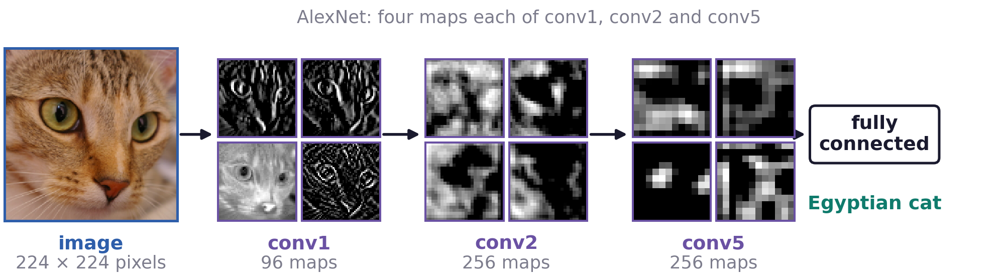 AlexNet: four maps each of conv1, conv2 and conv5
fully
connected
Egyptian cat
image
224 × 224 pixels
conv1
96 maps
conv2
256 maps
conv5
256 maps